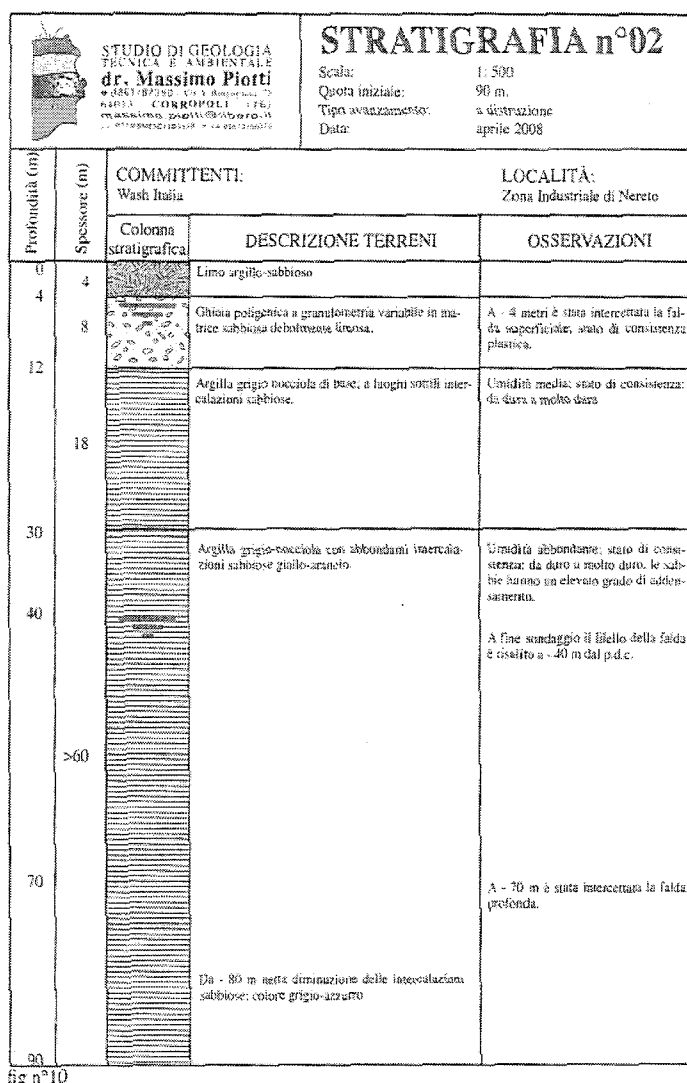 STUDIO DI GEOLOGIA
TECNICA E AMBIENTALE
dr. Massimo Piotti
CORROPOLI (TE)
STRATIGRAFIA n°02
Scala: 1: 500
Quota iniziale: 90 m.
Tipo avanzamento: a distruzione
Data: aprile 2008
Profondità (m)
Spessore (m)
COMMITTENTI:
Wash Italia
LOCALITÀ:
Zona Industriale di Nereto
Colonna
stratigrafica
DESCRIZIONE TERRENI
OSSERVAZIONI
0
4
Limo argillo-sabbioso
4
8
Ghiaia poligenica a granulometria variabile in ma-
trice sabbiosa debolmente limosa.
A - 4 metri è stata intercettata la fal-
da superficiale, stato di consistenza
plastica.
12
18
Argilla grigio nocciola di base; a luoghi sottili inter-
calazioni sabbiose.
Umidità media; stato di consistenza:
da dura a molto dura
30
Argilla grigio-nocciola con abbondanti intercala-
zioni sabbiose giallo-arancio.
Umidità abbondante; stato di consi-
stenza: da duro a molto duro, le sab-
bie hanno un elevato grado di adden-
samento.
40
A fine sondaggio il livello della falda
è risalito a - 40 m dal p.d.c.
>60
70
A - 70 m è stata intercettata la falda
profonda.
Da - 80 m netta diminuzione delle intercalazioni
sabbiose; colore grigio-azzurro
90
fig n°10